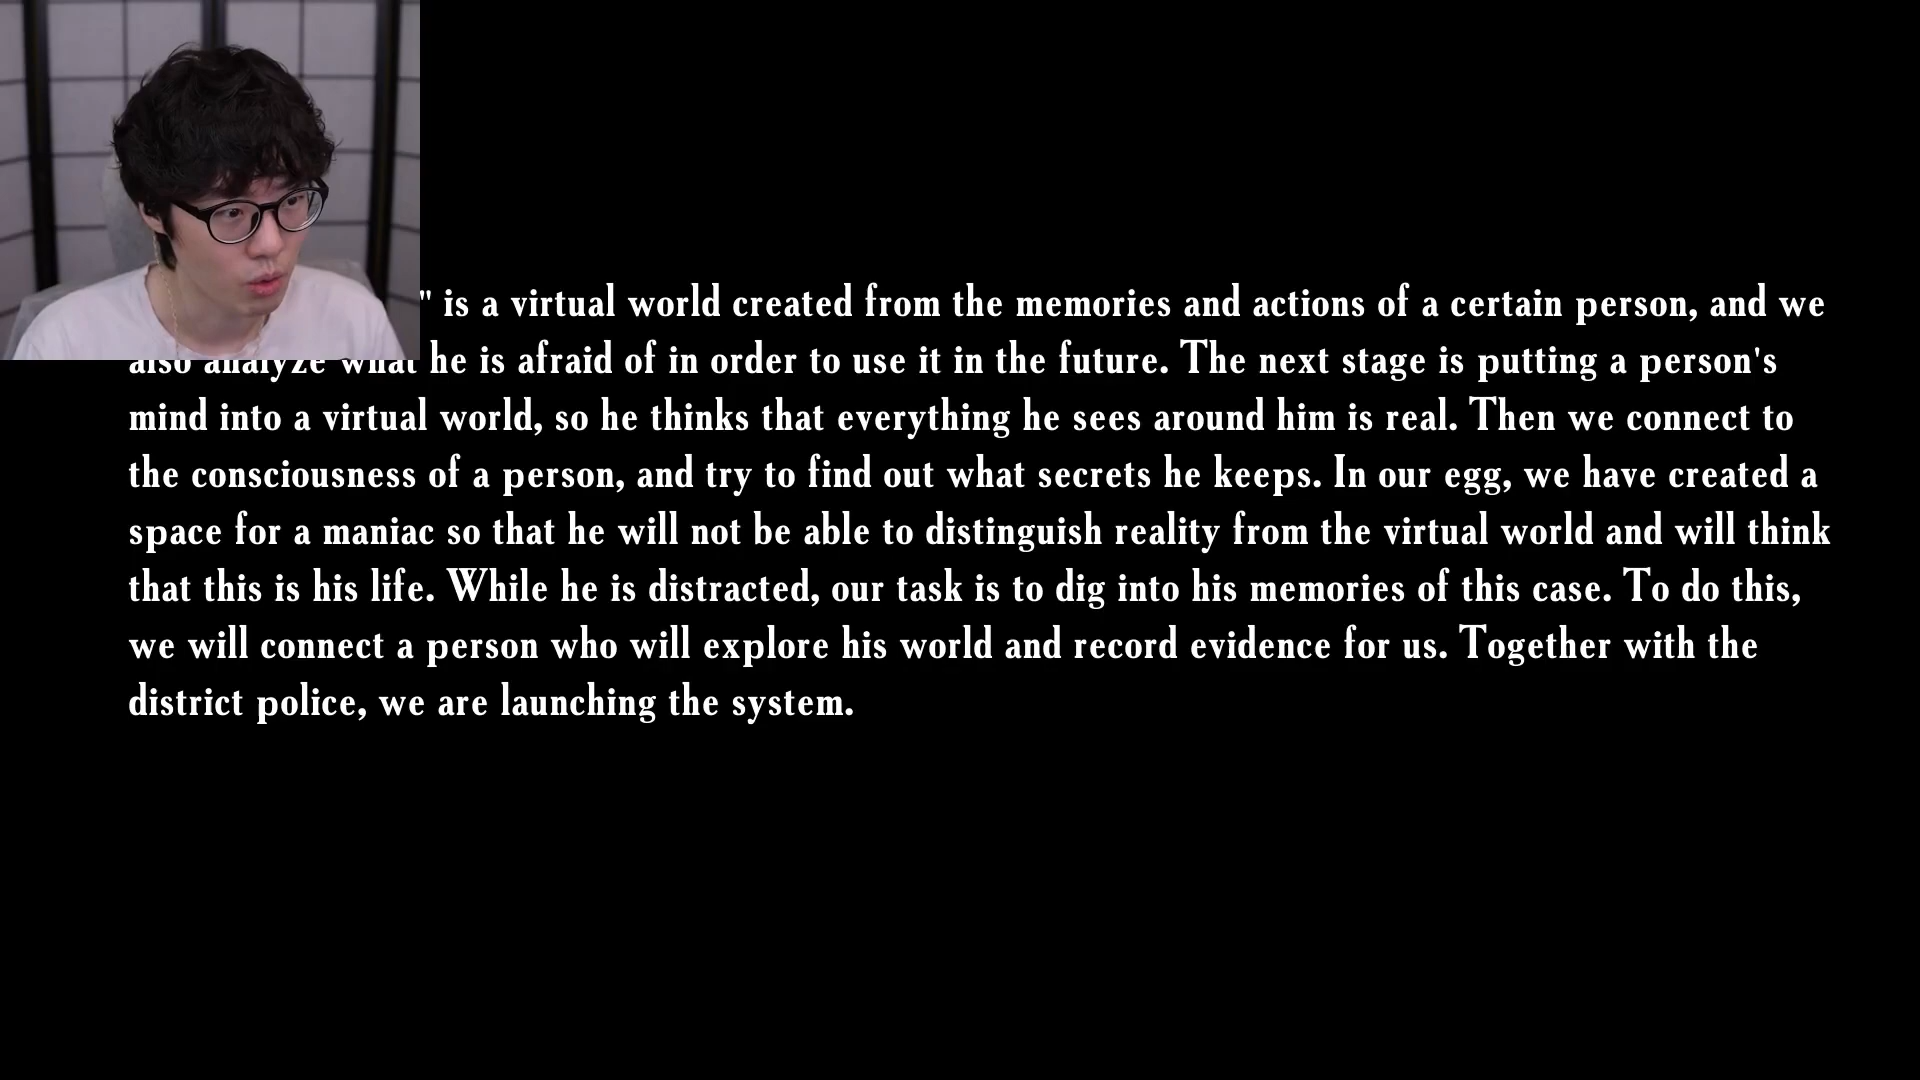 " is a virtual world created from the memories and actions of a certain person, and we
also analyze what he is afraid of in order to use it in the future. The next stage is putting a person's
mind into a virtual world, so he thinks that everything he sees around him is real. Then we connect to
the consciousness of a person, and try to find out what secrets he keeps. In our egg, we have created a
space for a maniac so that he will not be able to distinguish reality from the virtual world and will think
that this is his life. While he is distracted, our task is to dig into his memories of this case. To do this,
we will connect a person who will explore his world and record evidence for us. Together with the
district police, we are launching the system.